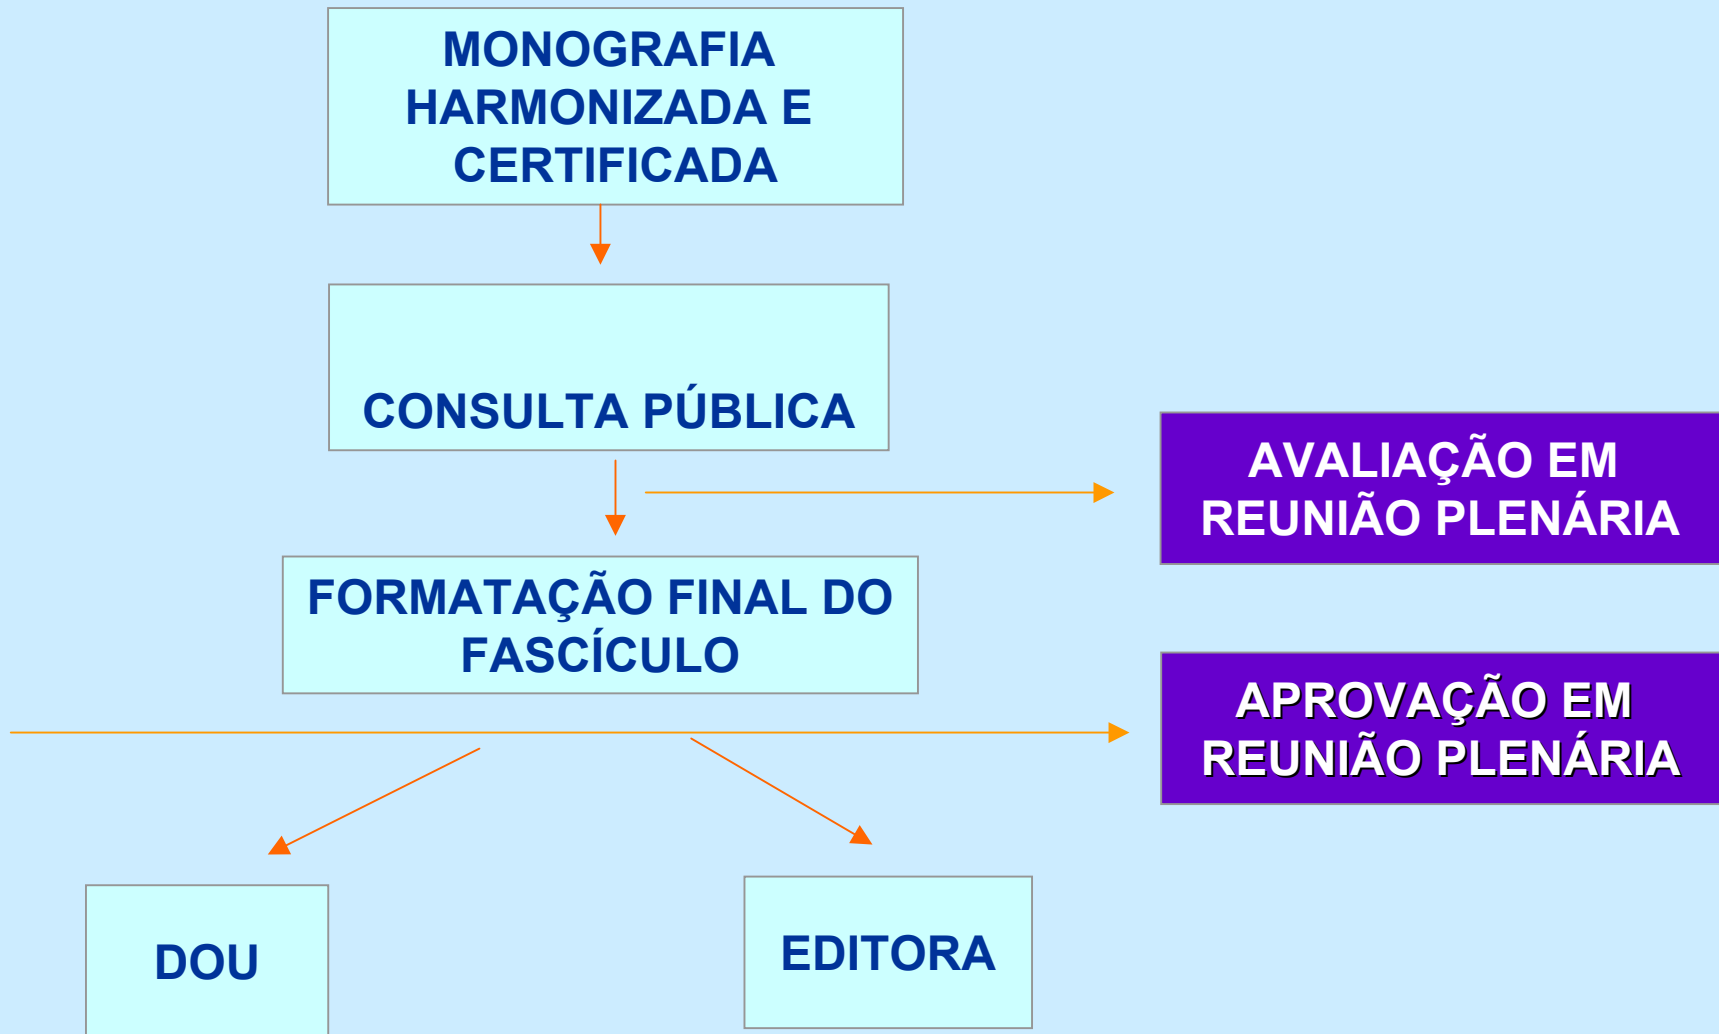 MONOGRAFIA
HARMONIZADA E
CERTIFICADA
CONSULTA PÚBLICA
AVALIAÇÃO EM
REUNIÃO PLENÁRIA
FORMATAÇÃO FINAL DO
FASCÍCULO
APROVAÇÃO EM
REUNIÃO PLENÁRIA
DOU
EDITORA